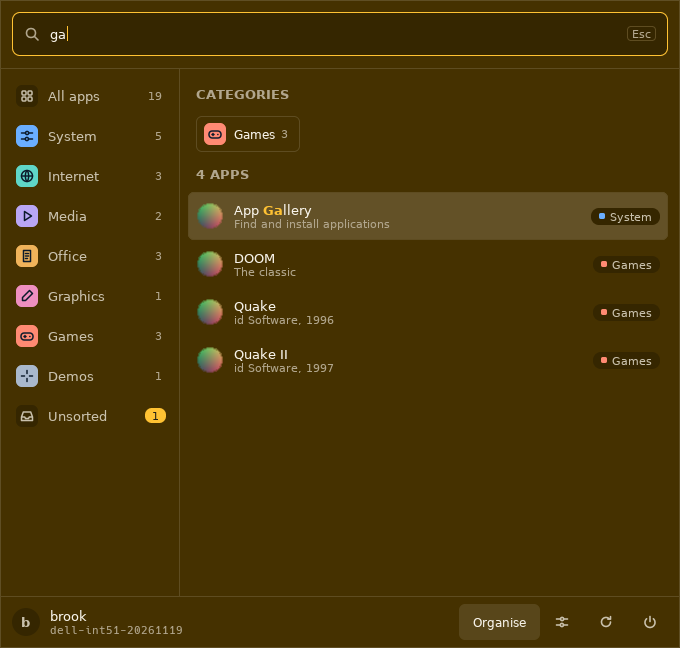 ga
Esc
All apps 19
System 5
Internet 3
Media 2
Office 3
Graphics 1
Games 3
Demos 1
Unsorted 1
CATEGORIES
Games 3
4 APPS
App Gallery
Find and install applications
System
DOOM
The classic
Games
Quake
id Software, 1996
Games
Quake II
id Software, 1997
Games
b
brook
dell-int51-20261119
Organise